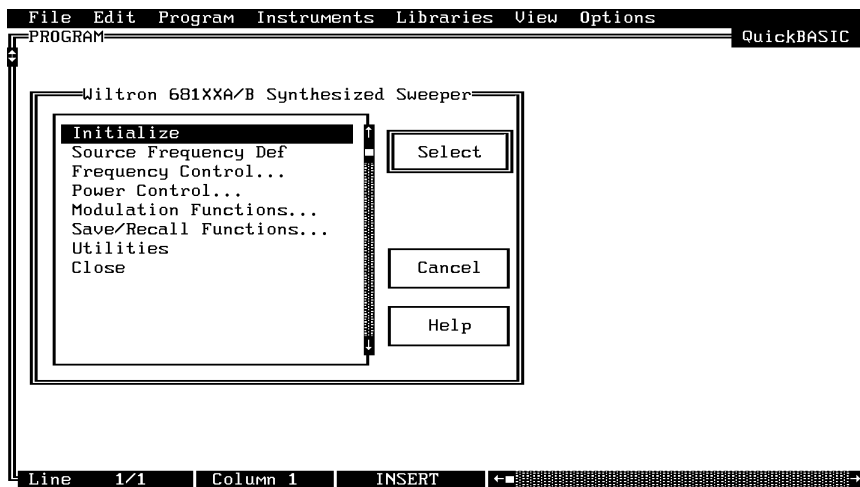 File Edit Program Instruments Libraries View Options
PROGRAM
QuickBASIC
Wiltron 681XXA/B Synthesized Sweeper
Initialize
Source Frequency Def
Frequency Control...
Power Control...
Modulation Functions...
Save/Recall Functions...
Utilities
Close
Select
Cancel
Help
Line 1/1 Column 1 INSERT